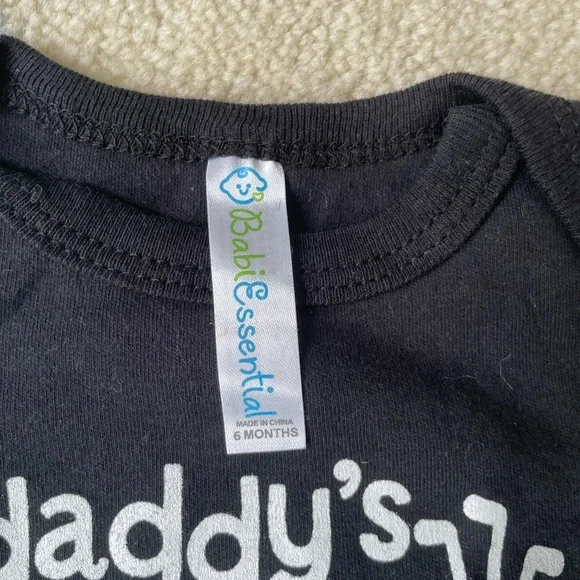 BabiEssential
MADE IN CHINA
6 MONTHS
daddy's